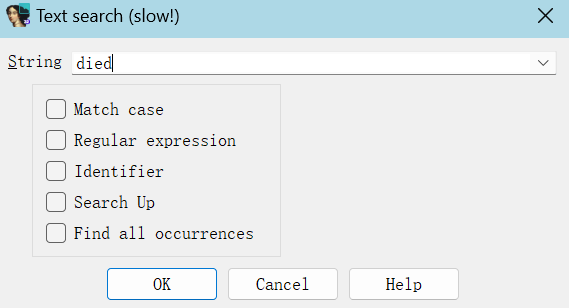 Text search (slow!)
String died
Match case
Regular expression
Identifier
Search Up
Find all occurrences
OK Cancel Help